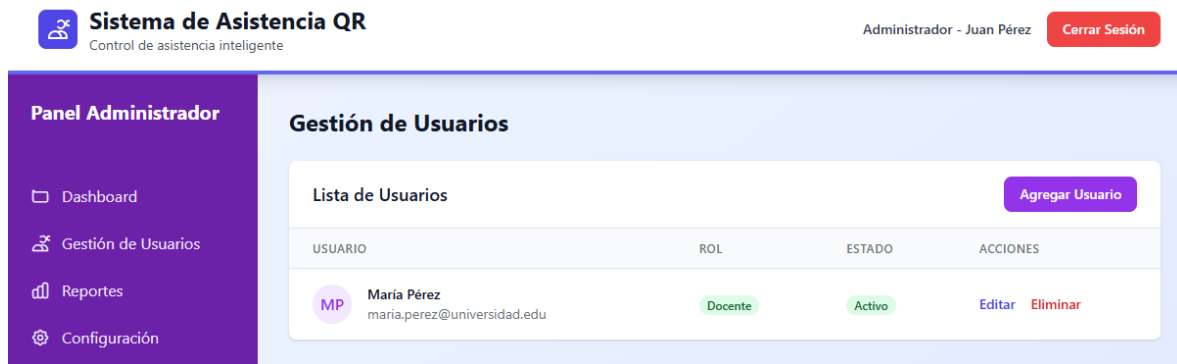 Sistema de Asistencia QR
Control de asistencia inteligente
Administrador - Juan Pérez
Cerrar Sesión
Panel Administrador
Dashboard
Gestión de Usuarios
Reportes
Configuración
Gestión de Usuarios
Lista de Usuarios
Agregar Usuario
USUARIO ROL ESTADO ACCIONES
MP
María Pérez
maria.perez@universidad.edu
Docente
Activo
Editar Eliminar